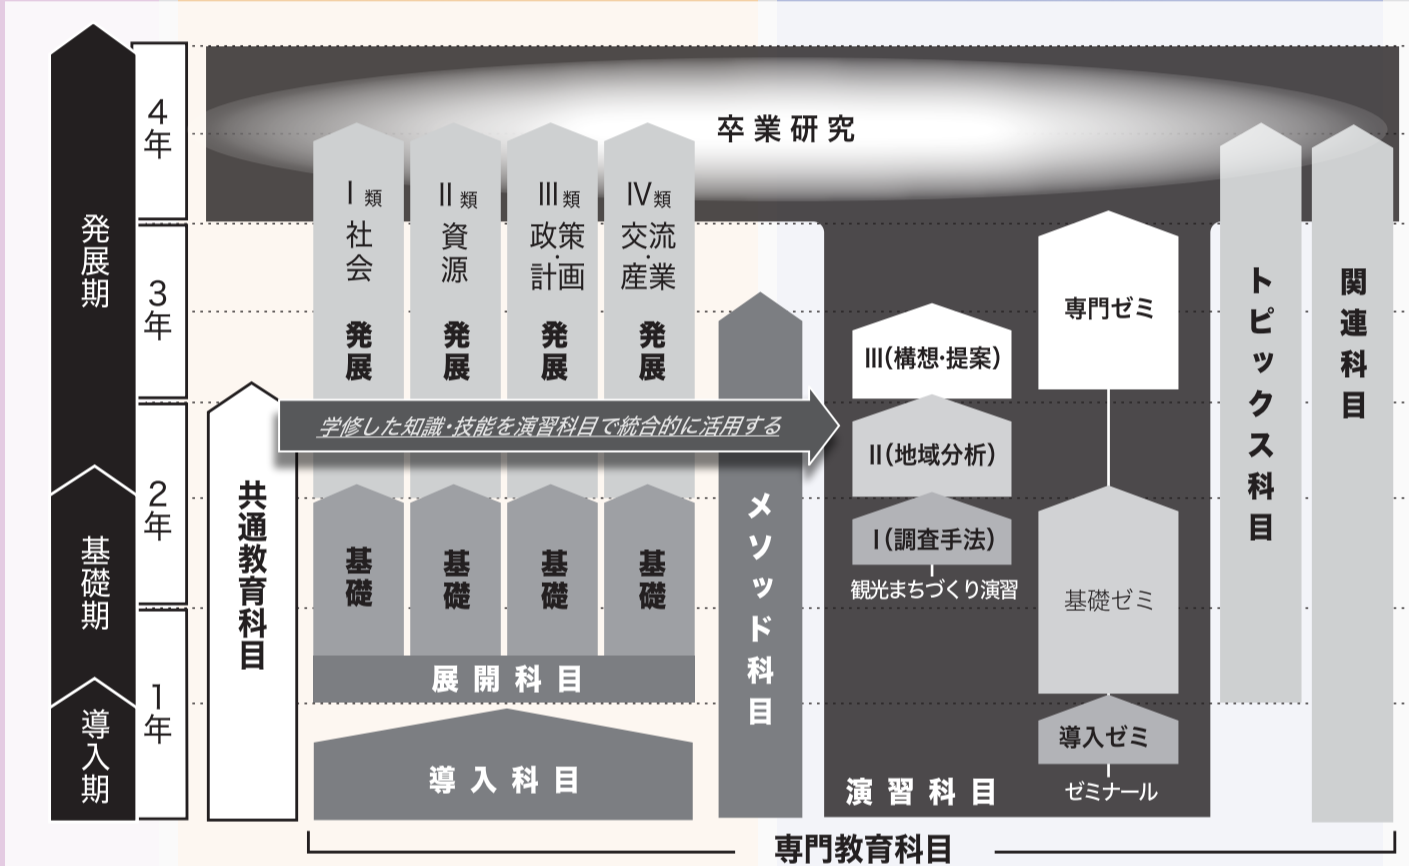 4年
3年
2年
1年
発展期
基礎期
導入期
共通教育科目
卒業研究
I類
社会
発展
基礎
II類
資源
発展
基礎
III類
政策・計画
発展
基礎
IV類
交流・産業
発展
基礎
展開科目
導入科目
学修した知識・技能を演習科目で統合的に活用する
メソッド科目
III(構想・提案)
II(地域分析)
I(調査手法)
観光まちづくり演習
専門ゼミ
基礎ゼミ
導入ゼミ
ゼミナール
演習科目
トピックス科目
関連科目
専門教育科目